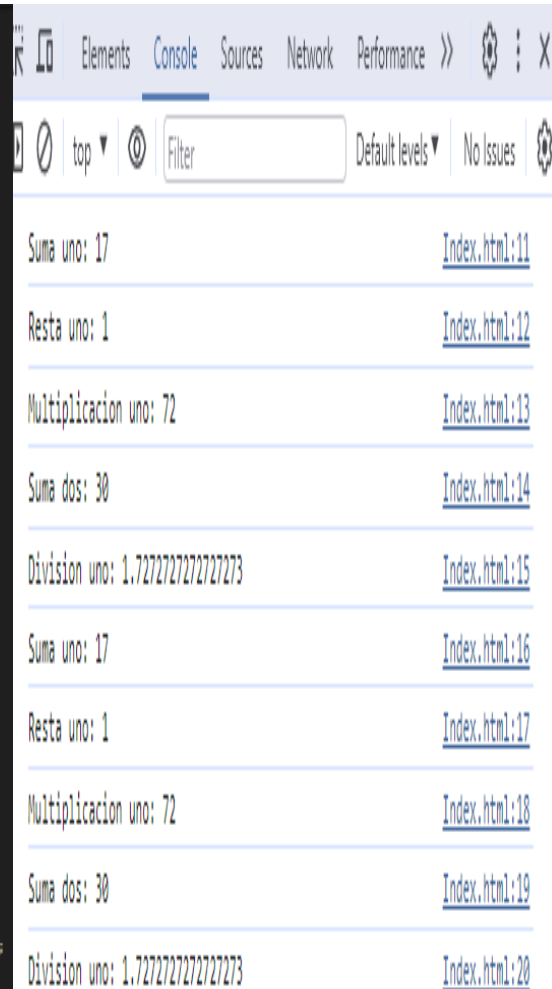 Elements Console Sources Network Performance
top Filter Default levels No Issues
Suma uno: 17 Index.html:11
Resta uno: 1 Index.html:12
Multiplicacion uno: 72 Index.html:13
Suma dos: 30 Index.html:14
Division uno: 1.7272727272727273 Index.html:15
Suma uno: 17 Index.html:16
Resta uno: 1 Index.html:17
Multiplicacion uno: 72 Index.html:18
Suma dos: 30 Index.html:19
Division uno: 1.7272727272727273 Index.html:20